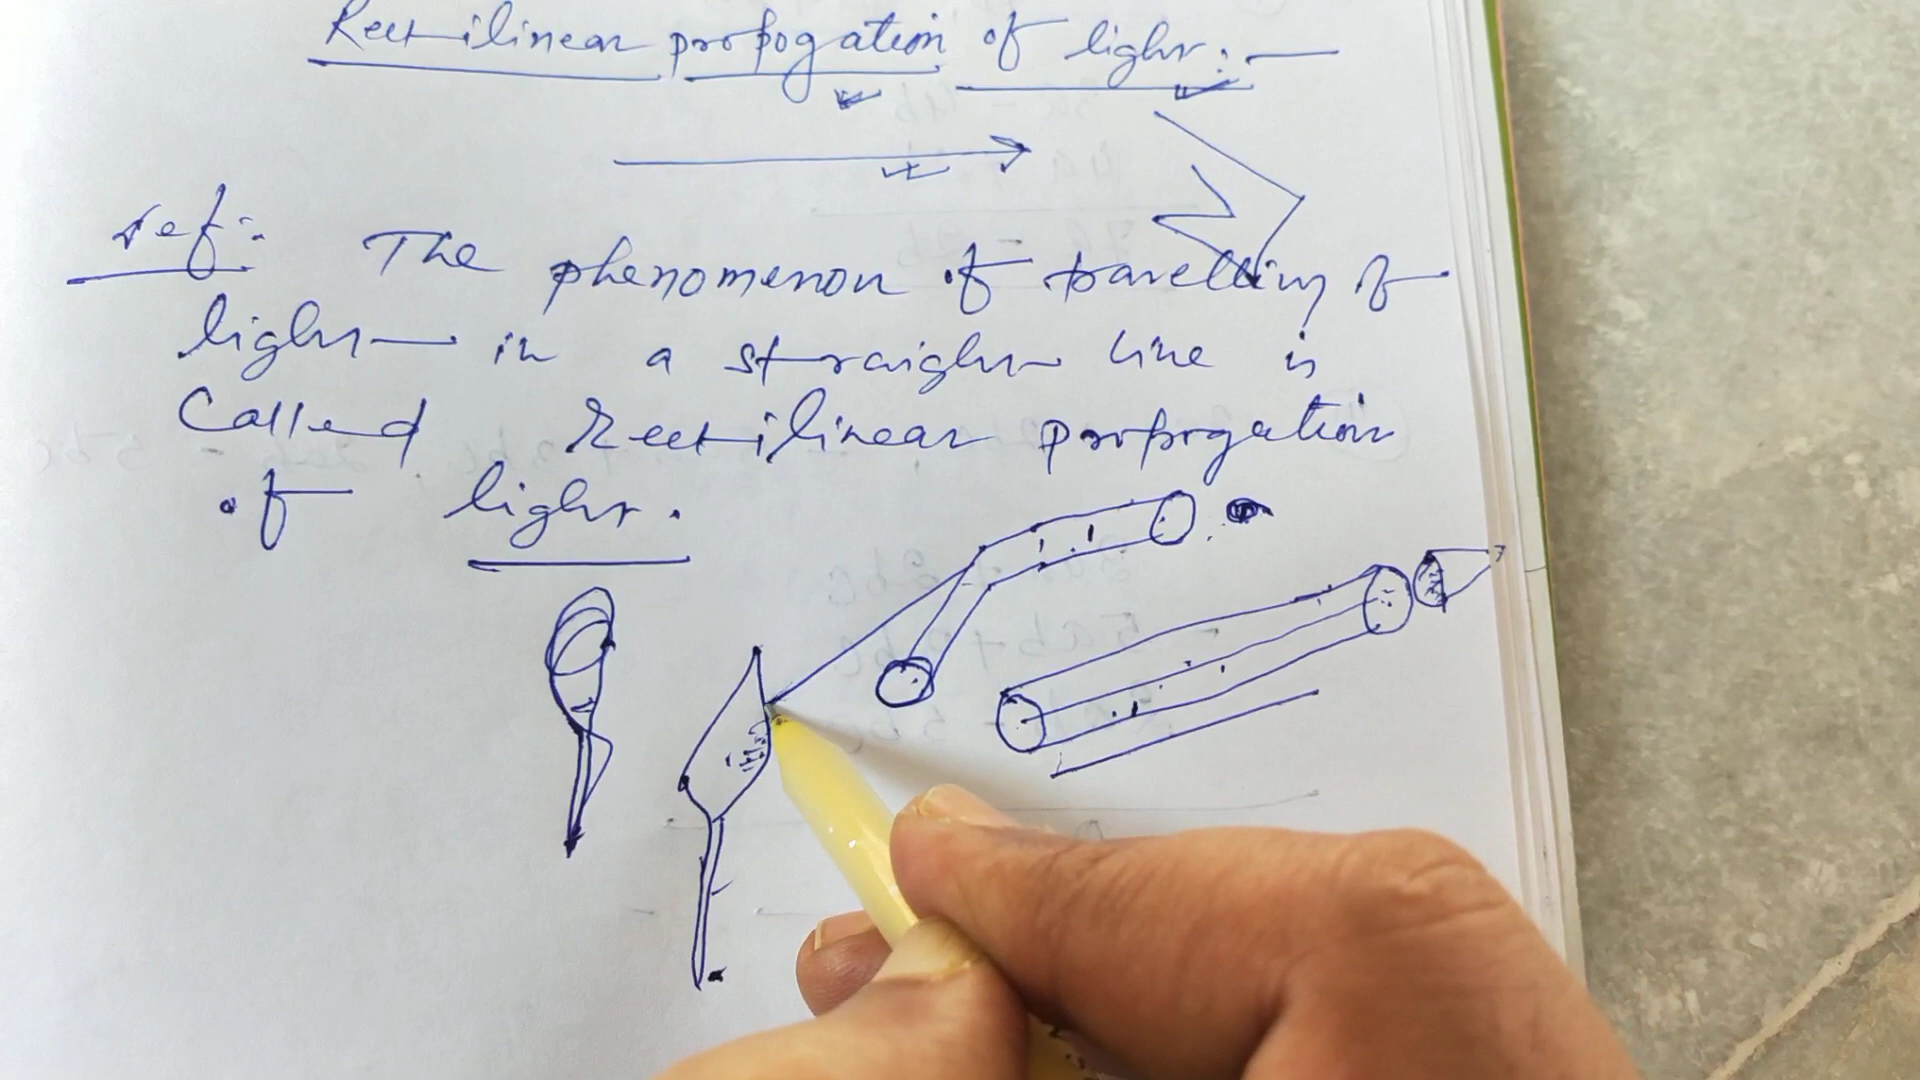 Rectilinear propogation of light :—
def:- The phenomenon of travelling of
light in a straight line is
Called Rectilinear propogation
of light.